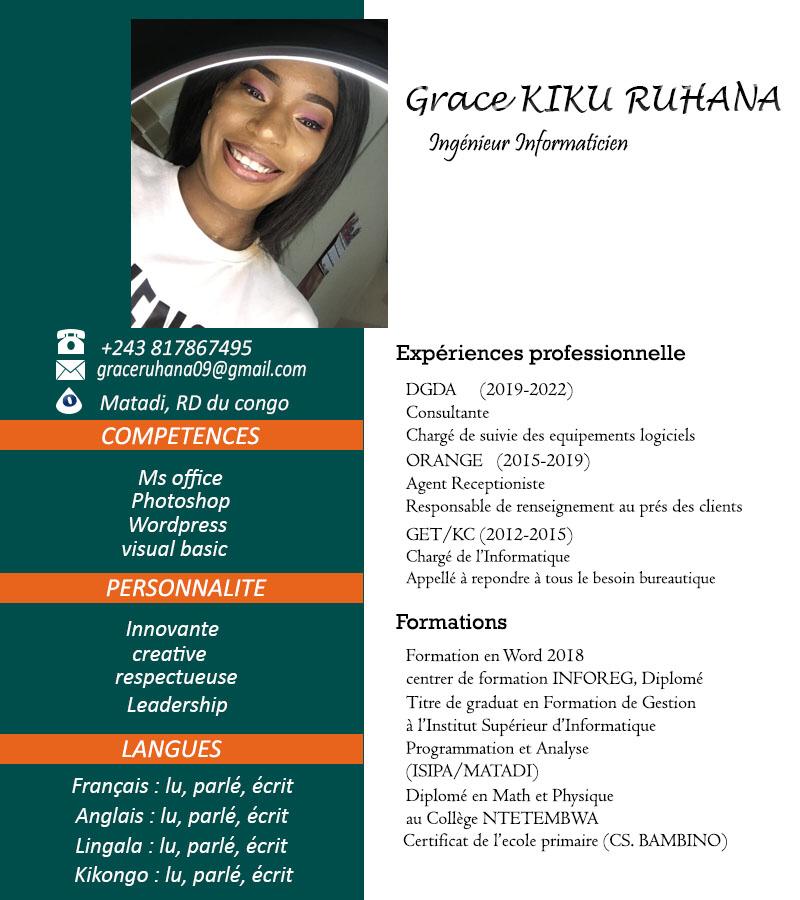 Grace KIKU RUHANA
Ingénieur Informaticien
+243 817867495
graceruhana09@gmail.com
Matadi, RD du congo
COMPETENCES
Ms office
Photoshop
Wordpress
visual basic
PERSONNALITE
Innovante
creative
respectueuse
Leadership
LANGUES
Français : lu, parlé, écrit
Anglais : lu, parlé, écrit
Lingala : lu, parlé, écrit
Kikongo : lu, parlé, écrit
Expériences professionnelle
DGDA (2019-2022)
Consultante
Chargé de suivie des equipements logiciels
ORANGE (2015-2019)
Agent Receptioniste
Responsable de renseignement au prés des clients
GET/KC (2012-2015)
Chargé de l'Informatique
Appellé à repondre à tous le besoin bureautique
Formations
Formation en Word 2018
centrer de formation INFOREG, Diplomé
Titre de graduat en Formation de Gestion
à l'Institut Supérieur d'Informatique
Programmation et Analyse
(ISIPA/MATADI)
Diplomé en Math et Physique
au Collège NTETEMBWA
Certificat de l'ecole primaire (CS. BAMBINO)